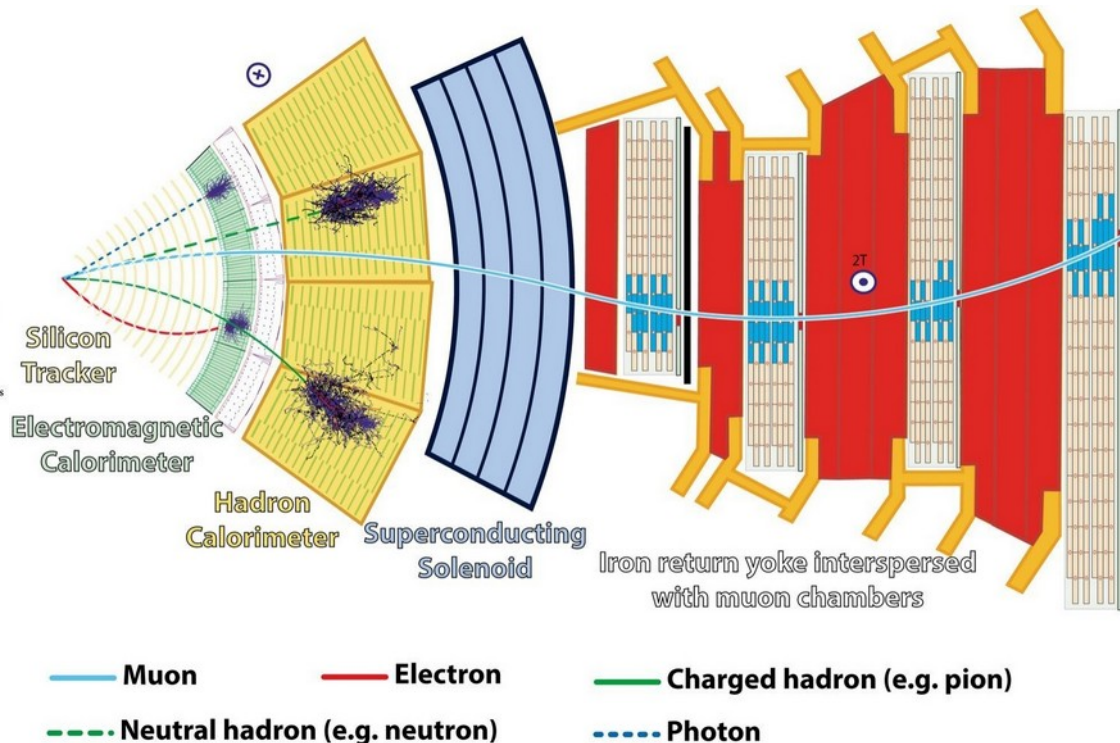 2T
Silicon
Tracker
s
Electromagnetic
Calorimeter
Hadron
Calorimeter
Superconducting
Solenoid
Iron return yoke interspersed
with muon chambers
Muon
Electron
Charged hadron (e.g. pion)
Neutral hadron (e.g. neutron)
Photon